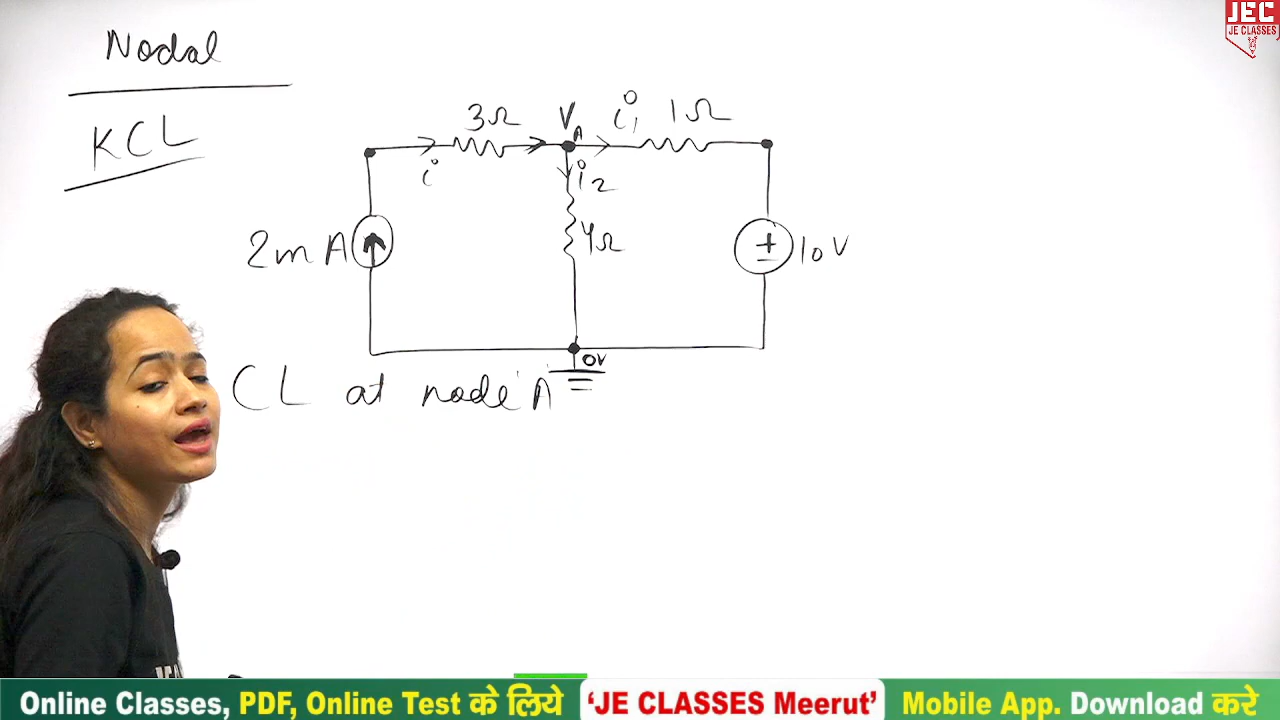 Nodal
KCL
3Ω
V_A
i₁
1Ω
i
i₂
2mA
4Ω
10V
0V
CL at node 'A'
JEC
JE CLASSES
Online Classes, PDF, Online Test के लिये 'JE CLASSES Meerut' Mobile App. Download करे